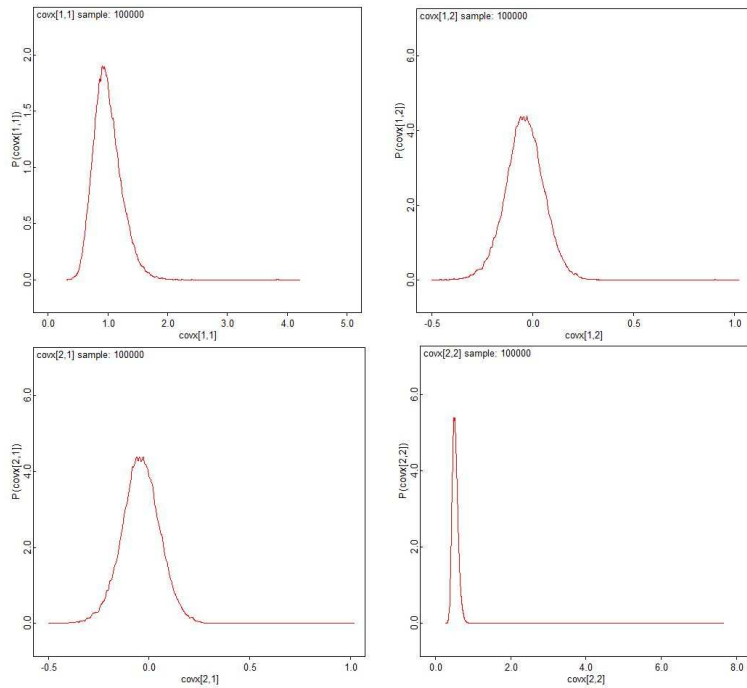 covx[1,1] sample: 100000
P(covx[1,1])
2.0
1.5
1.0
0.5
0.0
0.0 1.0 2.0 3.0 4.0 5.0
covx[1,1]
covx[1,2] sample: 100000
P(covx[1,2])
6.0
4.0
2.0
0.0
-0.5 0.0 0.5 1.0
covx[1,2]
covx[2,1] sample: 100000
P(covx[2,1])
6.0
4.0
2.0
0.0
-0.5 0.0 0.5 1.0
covx[2,1]
covx[2,2] sample: 100000
P(covx[2,2])
6.0
4.0
2.0
0.0
0.0 2.0 4.0 6.0 8.0
covx[2,2]